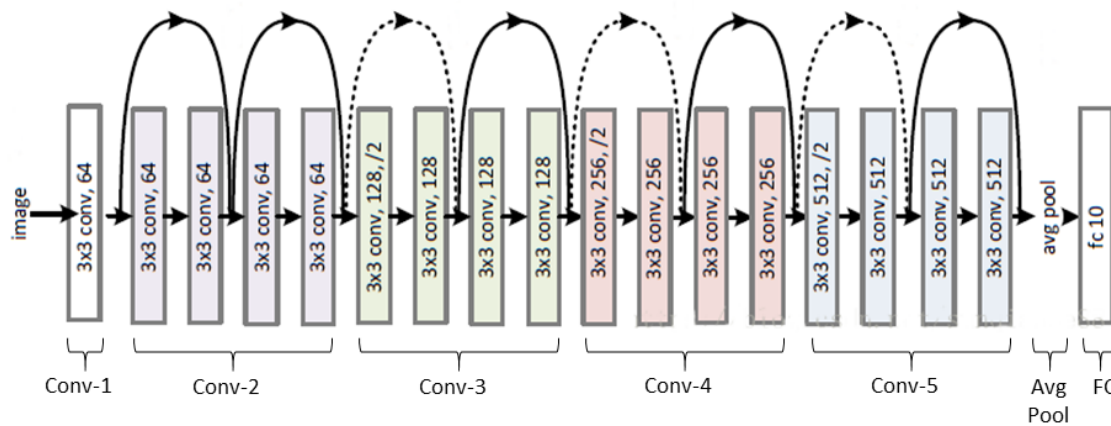 image
3x3 conv, 64
3x3 conv, 64
3x3 conv, 64
3x3 conv, 64
3x3 conv, 64
3x3 conv, 128, /2
3x3 conv, 128
3x3 conv, 128
3x3 conv, 128
3x3 conv, 256, /2
3x3 conv, 256
3x3 conv, 256
3x3 conv, 256
3x3 conv, 512, /2
3x3 conv, 512
3x3 conv, 512
3x3 conv, 512
avg pool
fc 10
Conv-1
Conv-2
Conv-3
Conv-4
Conv-5
Avg
Pool
FC